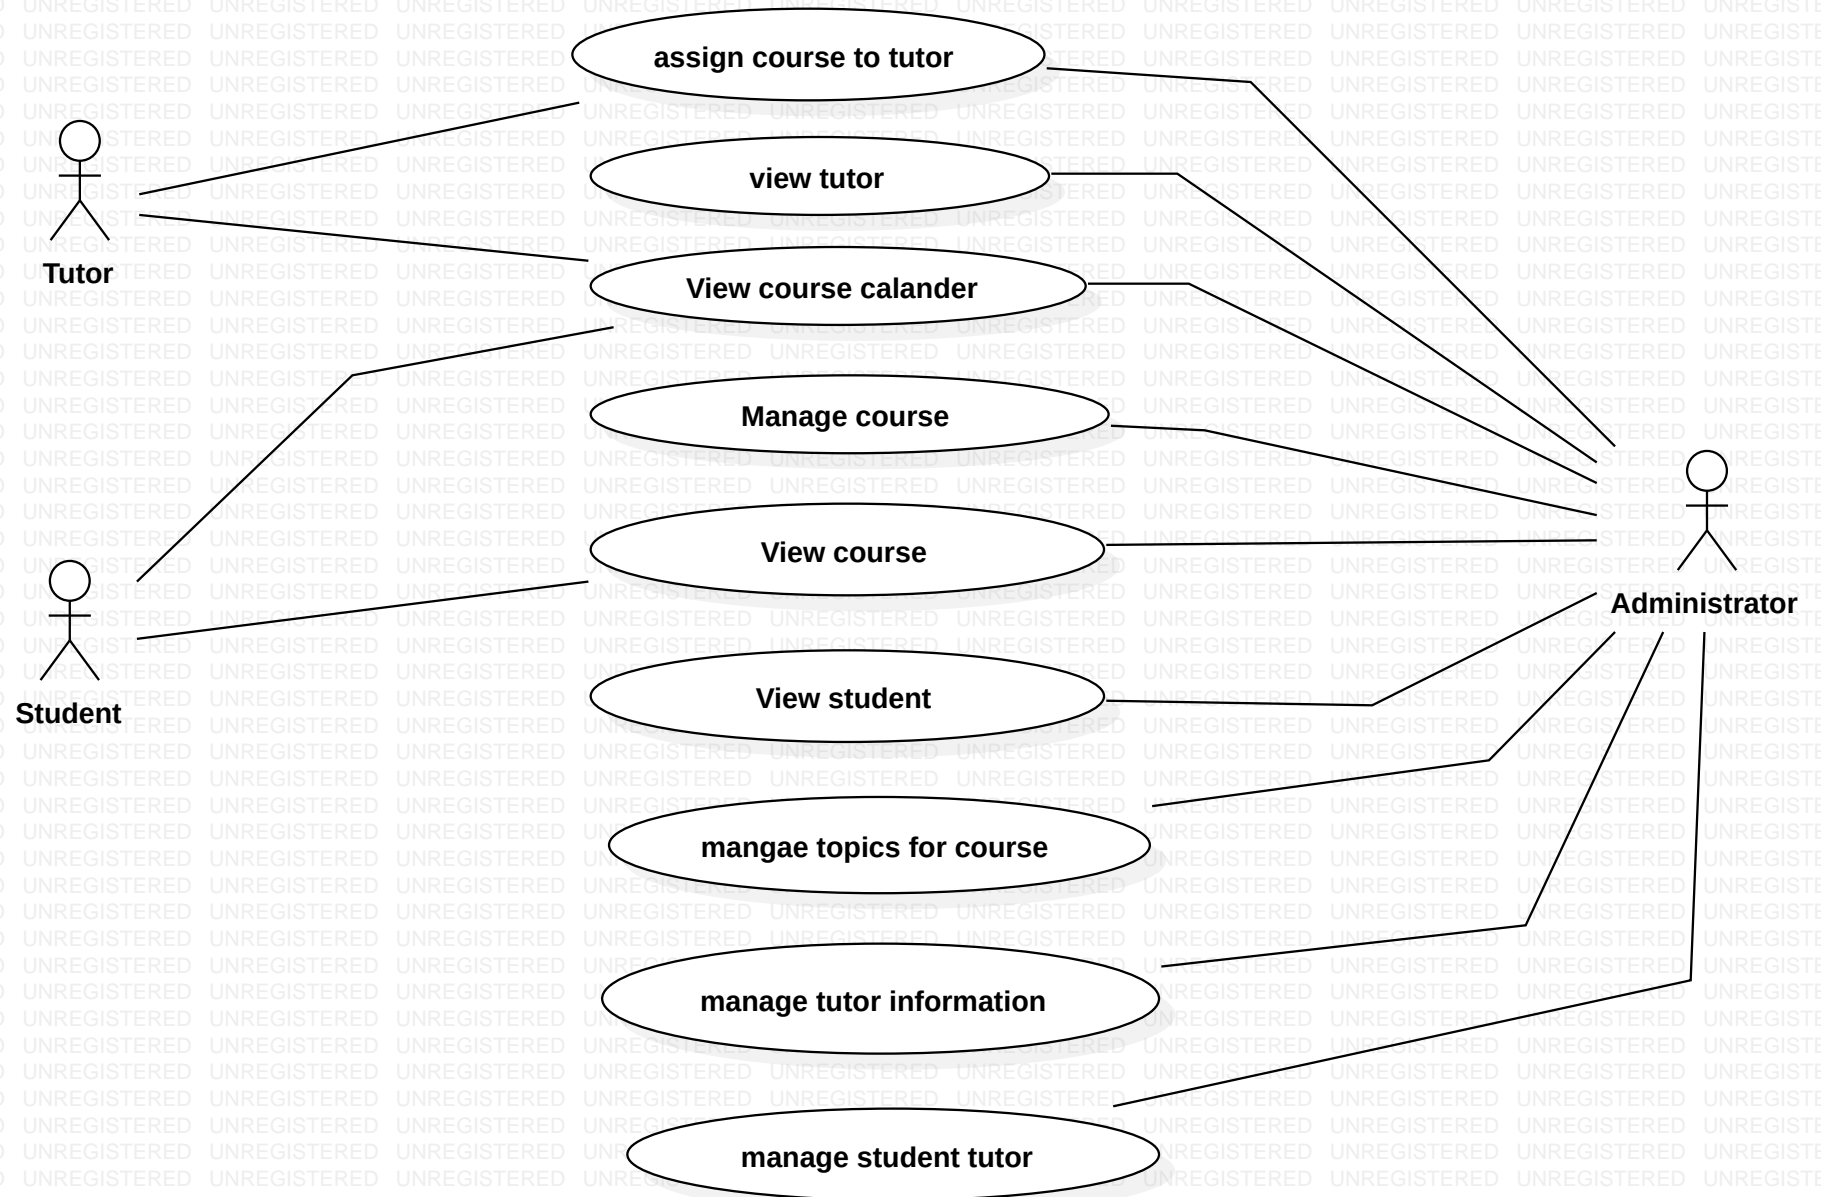 assign course to tutor
view tutor
Tutor
View course calander
Manage course
View course
Administrator
View student
Student
mangae topics for course
manage tutor information
manage student tutor
UNREGISTERED